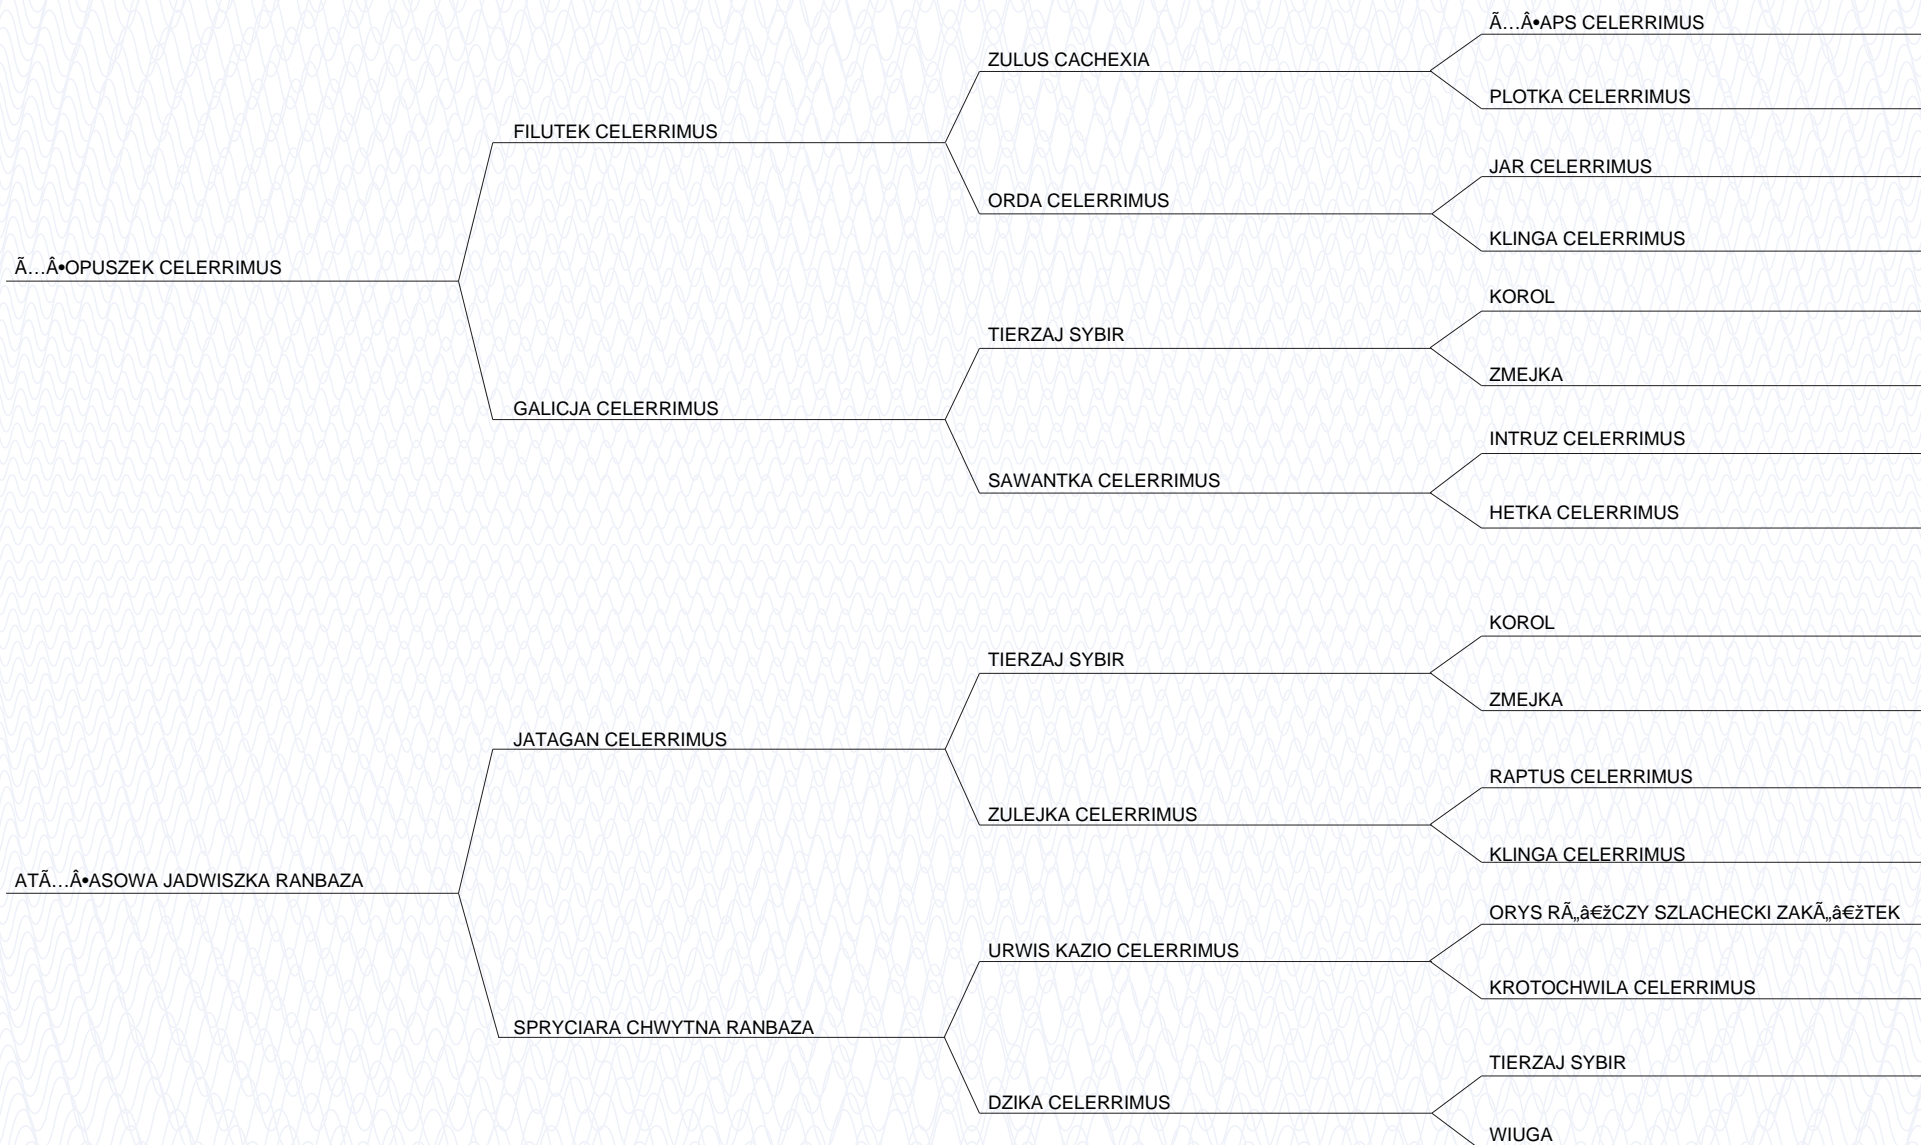 Ã…Â•APS CELERRIMUS
ZULUS CACHEXIA
PLOTKA CELERRIMUS
FILUTEK CELERRIMUS
JAR CELERRIMUS
ORDA CELERRIMUS
KLINGA CELERRIMUS
Ã…Â•OPUSZEK CELERRIMUS
KOROL
TIERZAJ SYBIR
ZMEJKA
GALICJA CELERRIMUS
INTRUZ CELERRIMUS
SAWANTKA CELERRIMUS
HETKA CELERRIMUS
KOROL
TIERZAJ SYBIR
ZMEJKA
JATAGAN CELERRIMUS
RAPTUS CELERRIMUS
ZULEJKA CELERRIMUS
KLINGA CELERRIMUS
ATÃ…Â•ASOWA JADWISZKA RANBAZA
ORYS RÃ„â€žCZY SZLACHECKI ZAKÃ„â€žTEK
URWIS KAZIO CELERRIMUS
KROTOCHWILA CELERRIMUS
SPRYCIARA CHWYTNA RANBAZA
TIERZAJ SYBIR
DZIKA CELERRIMUS
WIUGA